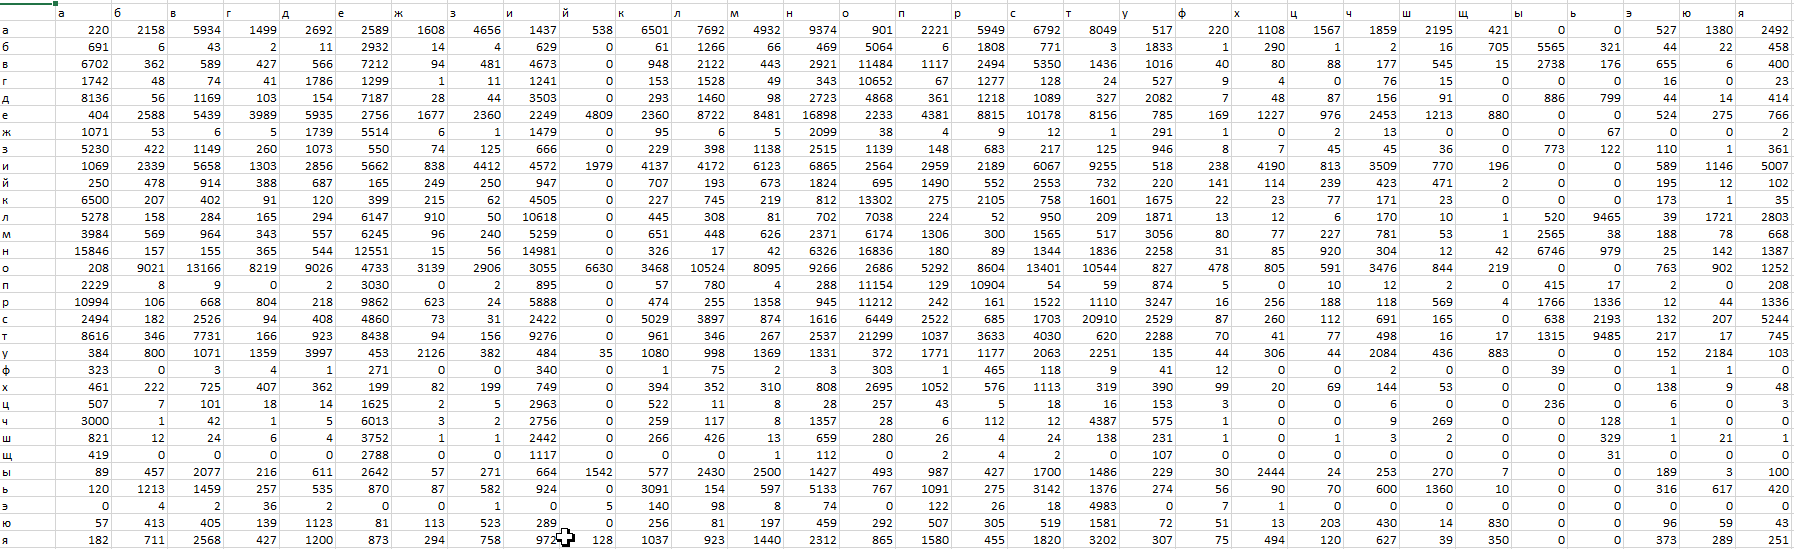 а б в г д е ж з и й к л м н о п р с т у ф х ц ч ш щ ы ь э ю я
а 220 2158 5934 1499 2692 2589 1608 4656 1437 538 6501 7692 4932 9374 901 2221 5949 6792 8049 517 220 1108 1567 1859 2195 421 0 0 527 1380 2492
б 691 6 43 2 11 2932 14 4 629 0 61 1266 66 469 5064 6 1808 771 3 1833 1 290 1 2 16 705 5565 321 44 22 458
в 6702 362 589 427 566 7212 94 481 4673 0 948 2122 443 2921 11484 1117 2494 5350 1436 1016 40 80 88 177 545 15 2738 176 655 6 400
г 1742 48 74 41 1786 1299 1 11 1241 0 153 1528 49 343 10652 67 1277 128 24 527 9 4 0 76 15 0 0 0 16 0 23
д 8136 56 1169 103 154 7187 28 44 3503 0 293 1460 98 2723 4868 361 1218 1089 327 2082 7 48 87 156 91 0 886 799 44 14 414
е 404 2588 5439 3989 5935 2756 1677 2360 2249 4809 2360 8722 8481 16898 2233 4381 8815 10178 8156 785 169 1227 976 2453 1213 880 0 0 524 275 766
ж 1071 53 6 5 1739 5514 6 1 1479 0 95 6 5 2099 38 4 9 12 1 291 1 0 2 13 0 0 0 67 0 0 2
з 5230 422 1149 260 1073 550 74 125 666 0 229 398 1138 2515 1139 148 683 217 125 946 8 7 45 45 36 0 773 122 110 1 361
и 1069 2339 5658 1303 2856 5662 838 4412 4572 1979 4137 4172 6123 6865 2564 2959 2189 6067 9255 518 238 4190 813 3509 770 196 0 0 589 1146 5007
й 250 478 914 388 687 165 249 250 947 0 707 193 673 1824 695 1490 552 2553 732 220 141 114 239 423 471 2 0 0 195 12 102
к 6500 207 402 91 120 399 215 62 4505 0 227 745 219 812 13302 275 2105 758 1601 1675 22 23 77 171 23 0 0 0 173 1 35
л 5278 158 284 165 294 6147 910 50 10618 0 445 308 81 702 7038 224 52 950 209 1871 13 12 6 170 10 1 520 9465 39 1721 2803
м 3984 569 964 343 557 6245 96 240 5259 0 651 448 626 2371 6174 1306 300 1565 517 3056 80 77 227 781 53 1 2565 38 188 78 668
н 15846 157 155 365 544 12551 15 56 14981 0 326 17 42 6326 16836 180 89 1344 1836 2258 31 85 920 304 12 42 6746 979 25 142 1387
о 208 9021 13166 8219 9026 4733 3139 2906 3055 6630 3468 10524 8095 9266 2686 5292 8604 13401 10544 827 478 805 591 3476 844 219 0 0 763 902 1252
п 2229 8 9 0 2 3030 0 2 895 0 57 780 4 288 11154 129 10904 54 59 874 5 0 10 12 2 0 415 17 2 0 208
р 10994 106 668 804 218 9862 623 24 5888 0 474 255 1358 945 11212 242 161 1522 1110 3247 16 256 188 118 569 4 1766 1336 12 44 1336
с 2494 182 2526 94 408 4860 73 31 2422 0 5029 3897 874 1616 6449 2522 685 1703 20910 2529 87 260 112 691 165 0 638 2193 132 207 5244
т 8616 346 7731 166 923 8438 94 156 9276 0 961 346 267 2537 21299 1037 3633 4030 620 2288 70 41 77 498 16 17 1315 9485 217 17 745
у 384 800 1071 1359 3997 453 2126 382 484 35 1080 998 1369 1331 372 1771 1177 2063 2251 135 44 306 44 2084 436 883 0 0 152 2184 103
ф 323 0 3 4 1 271 0 0 340 0 1 75 2 3 303 1 465 118 9 41 12 0 0 2 0 0 39 0 1 1 0
х 461 222 725 407 362 199 82 199 749 0 394 352 310 808 2695 1052 576 1113 319 390 99 20 69 144 53 0 0 0 138 9 48
ц 507 7 101 18 14 1625 2 5 2963 0 522 11 8 28 257 43 5 18 16 153 3 0 0 6 0 0 236 0 6 0 3
ч 3000 1 42 1 5 6013 3 2 2756 0 259 117 8 1357 28 6 112 12 4387 575 1 0 0 9 269 0 0 128 1 0 0
ш 821 12 24 6 4 3752 1 1 2442 0 266 426 13 659 280 26 4 24 138 231 1 0 1 3 2 0 0 329 1 21 1
щ 419 0 0 0 0 2788 0 0 1117 0 0 0 1 112 0 2 4 2 0 107 0 0 0 0 0 0 0 31 0 0 0
ы 89 457 2077 216 611 2642 57 271 664 1542 577 2430 2500 1427 493 987 427 1700 1486 229 30 2444 24 253 270 7 0 0 189 3 100
ь 120 1213 1459 257 535 870 87 582 924 0 3091 154 597 5133 767 1091 275 3142 1376 274 56 90 70 600 1360 10 0 0 316 617 420
э 0 4 2 36 2 0 0 1 0 5 140 98 8 74 0 122 26 18 4983 0 7 1 0 0 0 0 0 0 0 0 0
ю 57 413 405 139 1123 81 113 523 289 0 256 81 197 459 292 507 305 519 1581 72 51 13 203 430 14 830 0 0 96 59 43
я 182 711 2568 427 1200 873 294 758 972 128 1037 923 1440 2312 865 1580 455 1820 3202 307 75 494 120 627 39 350 0 0 373 289 251